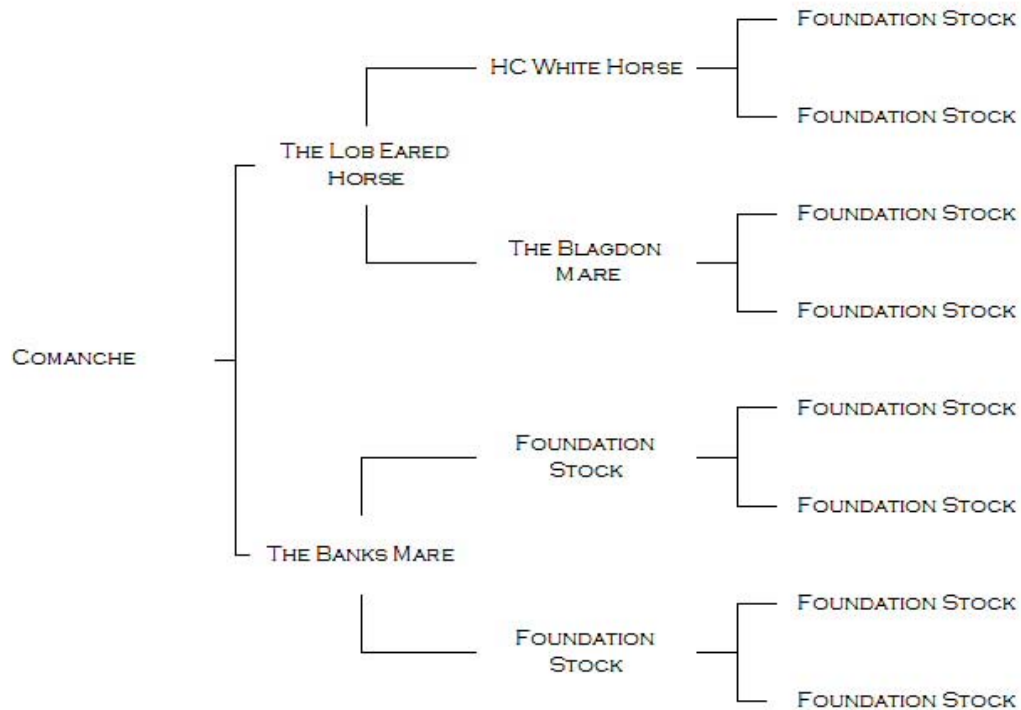 Foundation Stock
HC White Horse
Foundation Stock
The Lob Eared
Horse
Foundation Stock
The Blagdon
Mare
Foundation Stock
Comanche
Foundation Stock
Foundation
Stock
Foundation Stock
The Banks Mare
Foundation Stock
Foundation
Stock
Foundation Stock